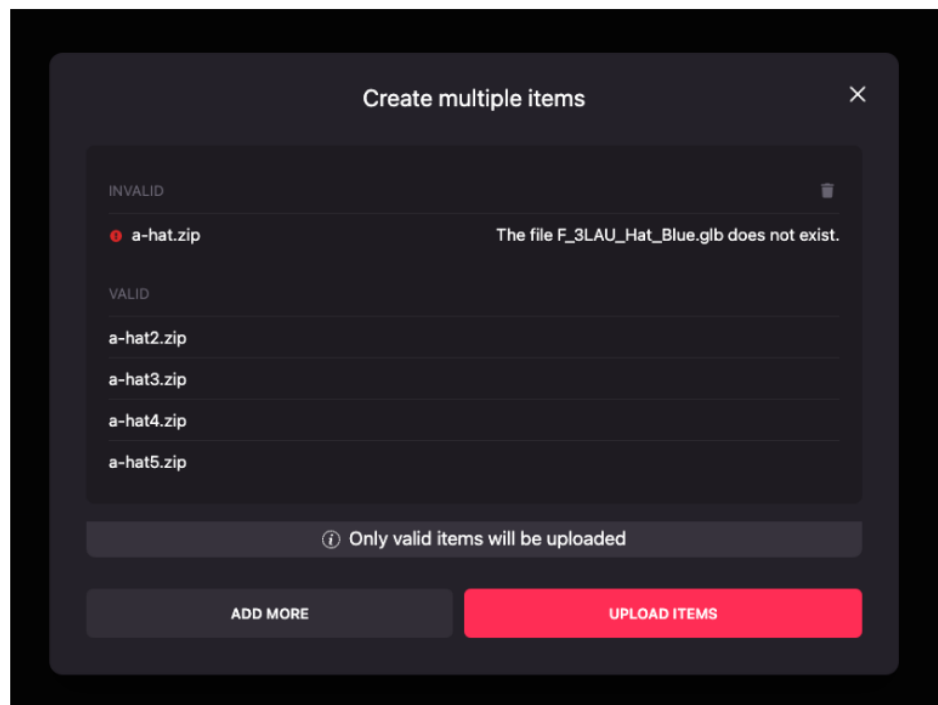 Create multiple items
INVALID
a-hat.zip The file F_3LAU_Hat_Blue.glb does not exist.
VALID
a-hat2.zip
a-hat3.zip
a-hat4.zip
a-hat5.zip
Only valid items will be uploaded
ADD MORE UPLOAD ITEMS